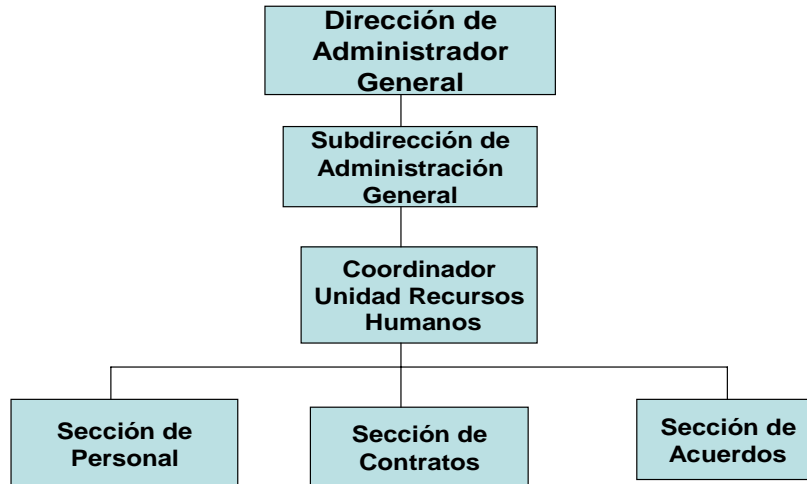 Dirección de
Administrador
General
Subdirección de
Administración
General
Coordinador
Unidad Recursos
Humanos
Sección de
Personal
Sección de
Contratos
Sección de
Acuerdos